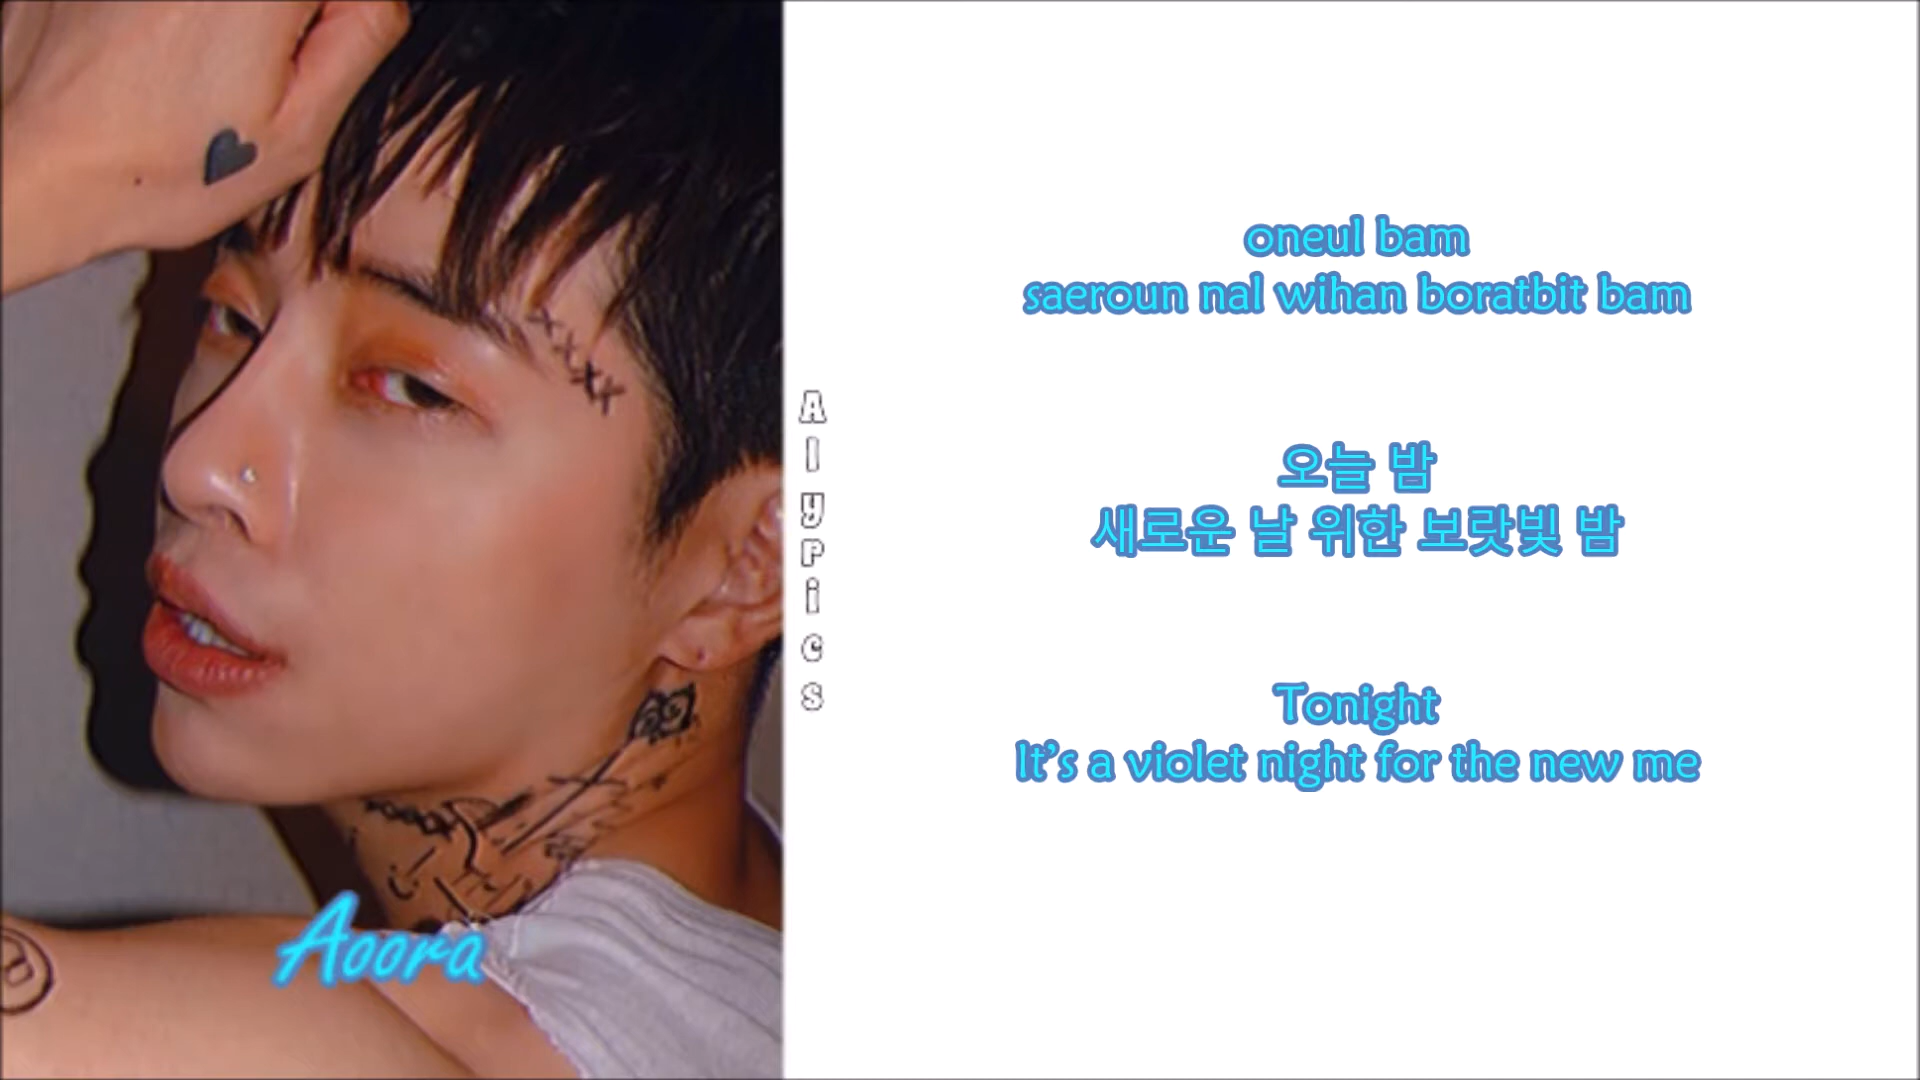 oneul bam
saeroun nal wihan boratbit bam
오늘 밤
새로운 날 위한 보랏빛 밤
Tonight
It's a violet night for the new me
AlyPics
Aoora